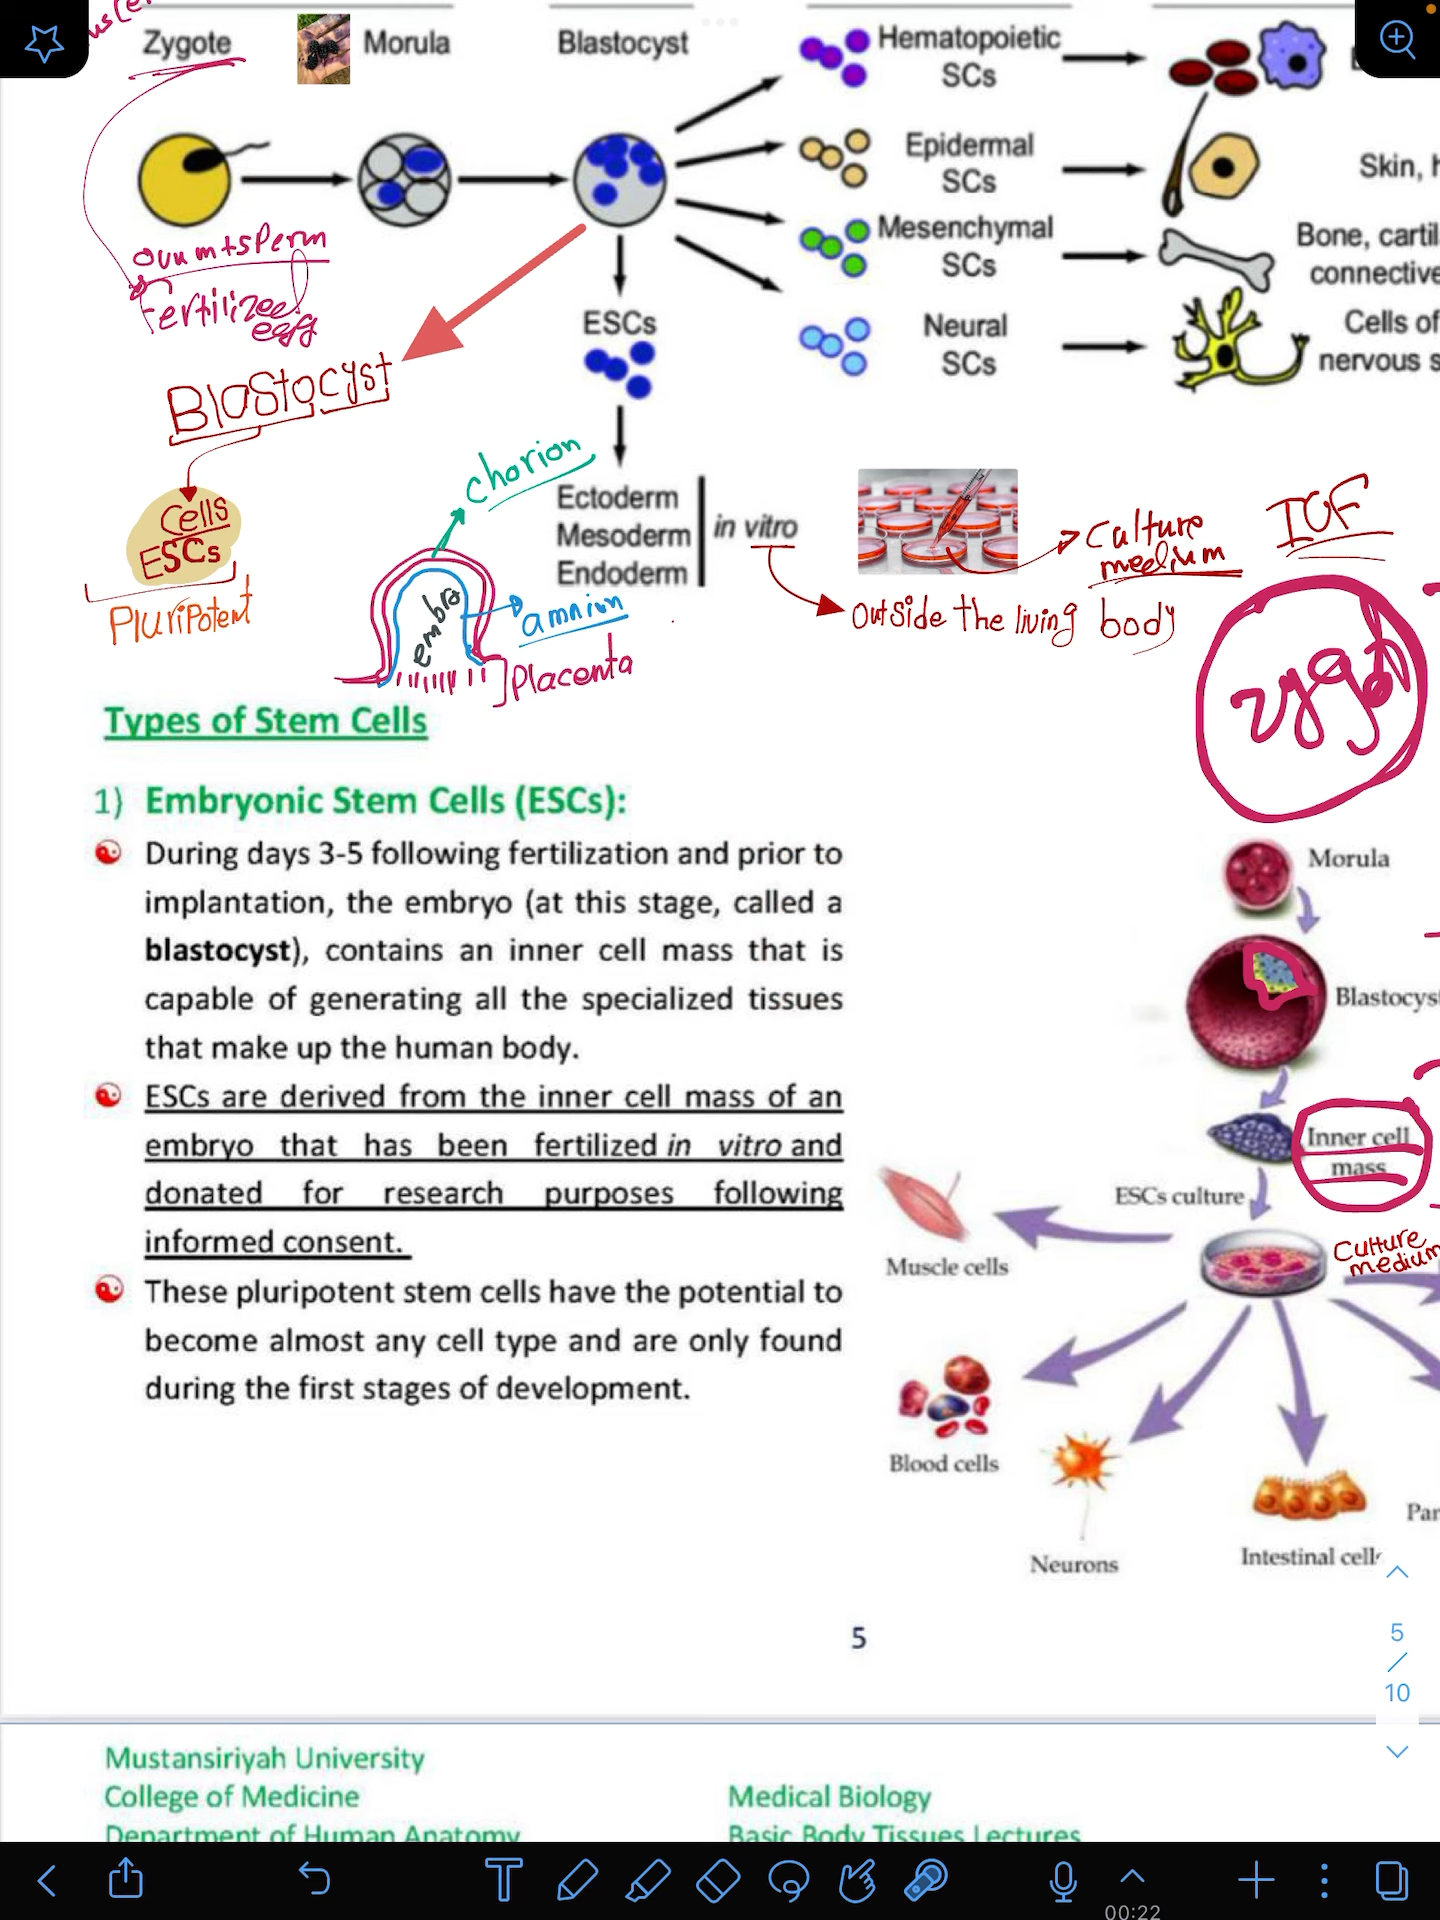 Zygote
Morula
Blastocyst
Hematopoietic
SCs
Epidermal
SCs
Skin, h
Mesenchymal
SCs
Bone, cartil
connective
Neural
SCs
Cells of
nervous s
ovum+sperm
Fertilized
egg
ESCs
Blastocyst
Cells
ESCs
Pluripotent
chorion
embryo
amnion
Placenta
Ectoderm
Mesoderm
Endoderm
in vitro
Culture
medium
outside the living body
Types of Stem Cells
1) Embryonic Stem Cells (ESCs):
During days 3-5 following fertilization and prior to
implantation, the embryo (at this stage, called a
blastocyst), contains an inner cell mass that is
capable of generating all the specialized tissues
that make up the human body.
ESCs are derived from the inner cell mass of an
embryo that has been fertilized in vitro and
donated for research purposes following
informed consent.
These pluripotent stem cells have the potential to
become almost any cell type and are only found
during the first stages of development.
Morula
Blastocyst
Inner cell
mass
ESCs culture
Culture
medium
Muscle cells
Blood cells
Neurons
Intestinal cell
Par
5
5
/
10
Mustansiriyah University
College of Medicine
Medical Biology
Department of Human Anatomy
Basic Body Tissues Lectures
T
00:22